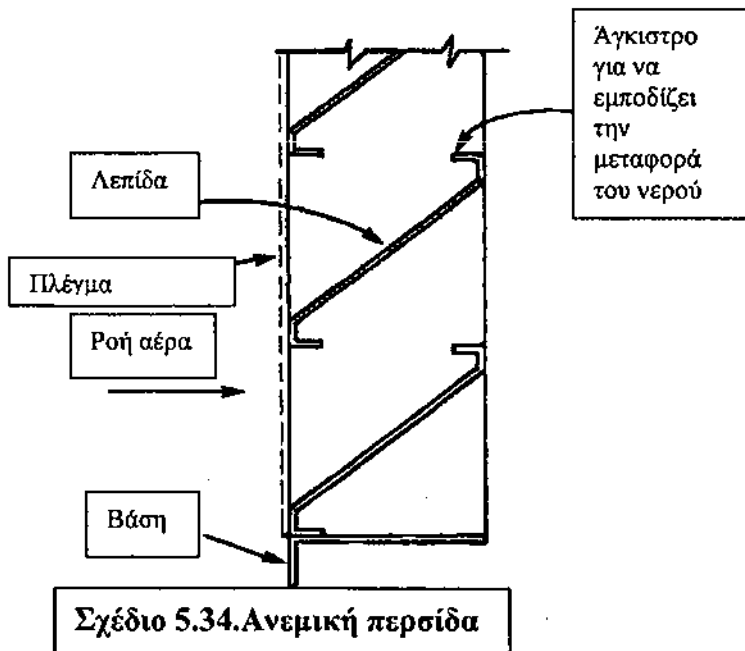 Άγκιστρο
για να
εμποδίζει
την
μεταφορά
του νερού
Λεπίδα
Πλέγμα
Ροή αέρα
Βάση
Σχέδιο 5.34.Ανεμική περσίδα